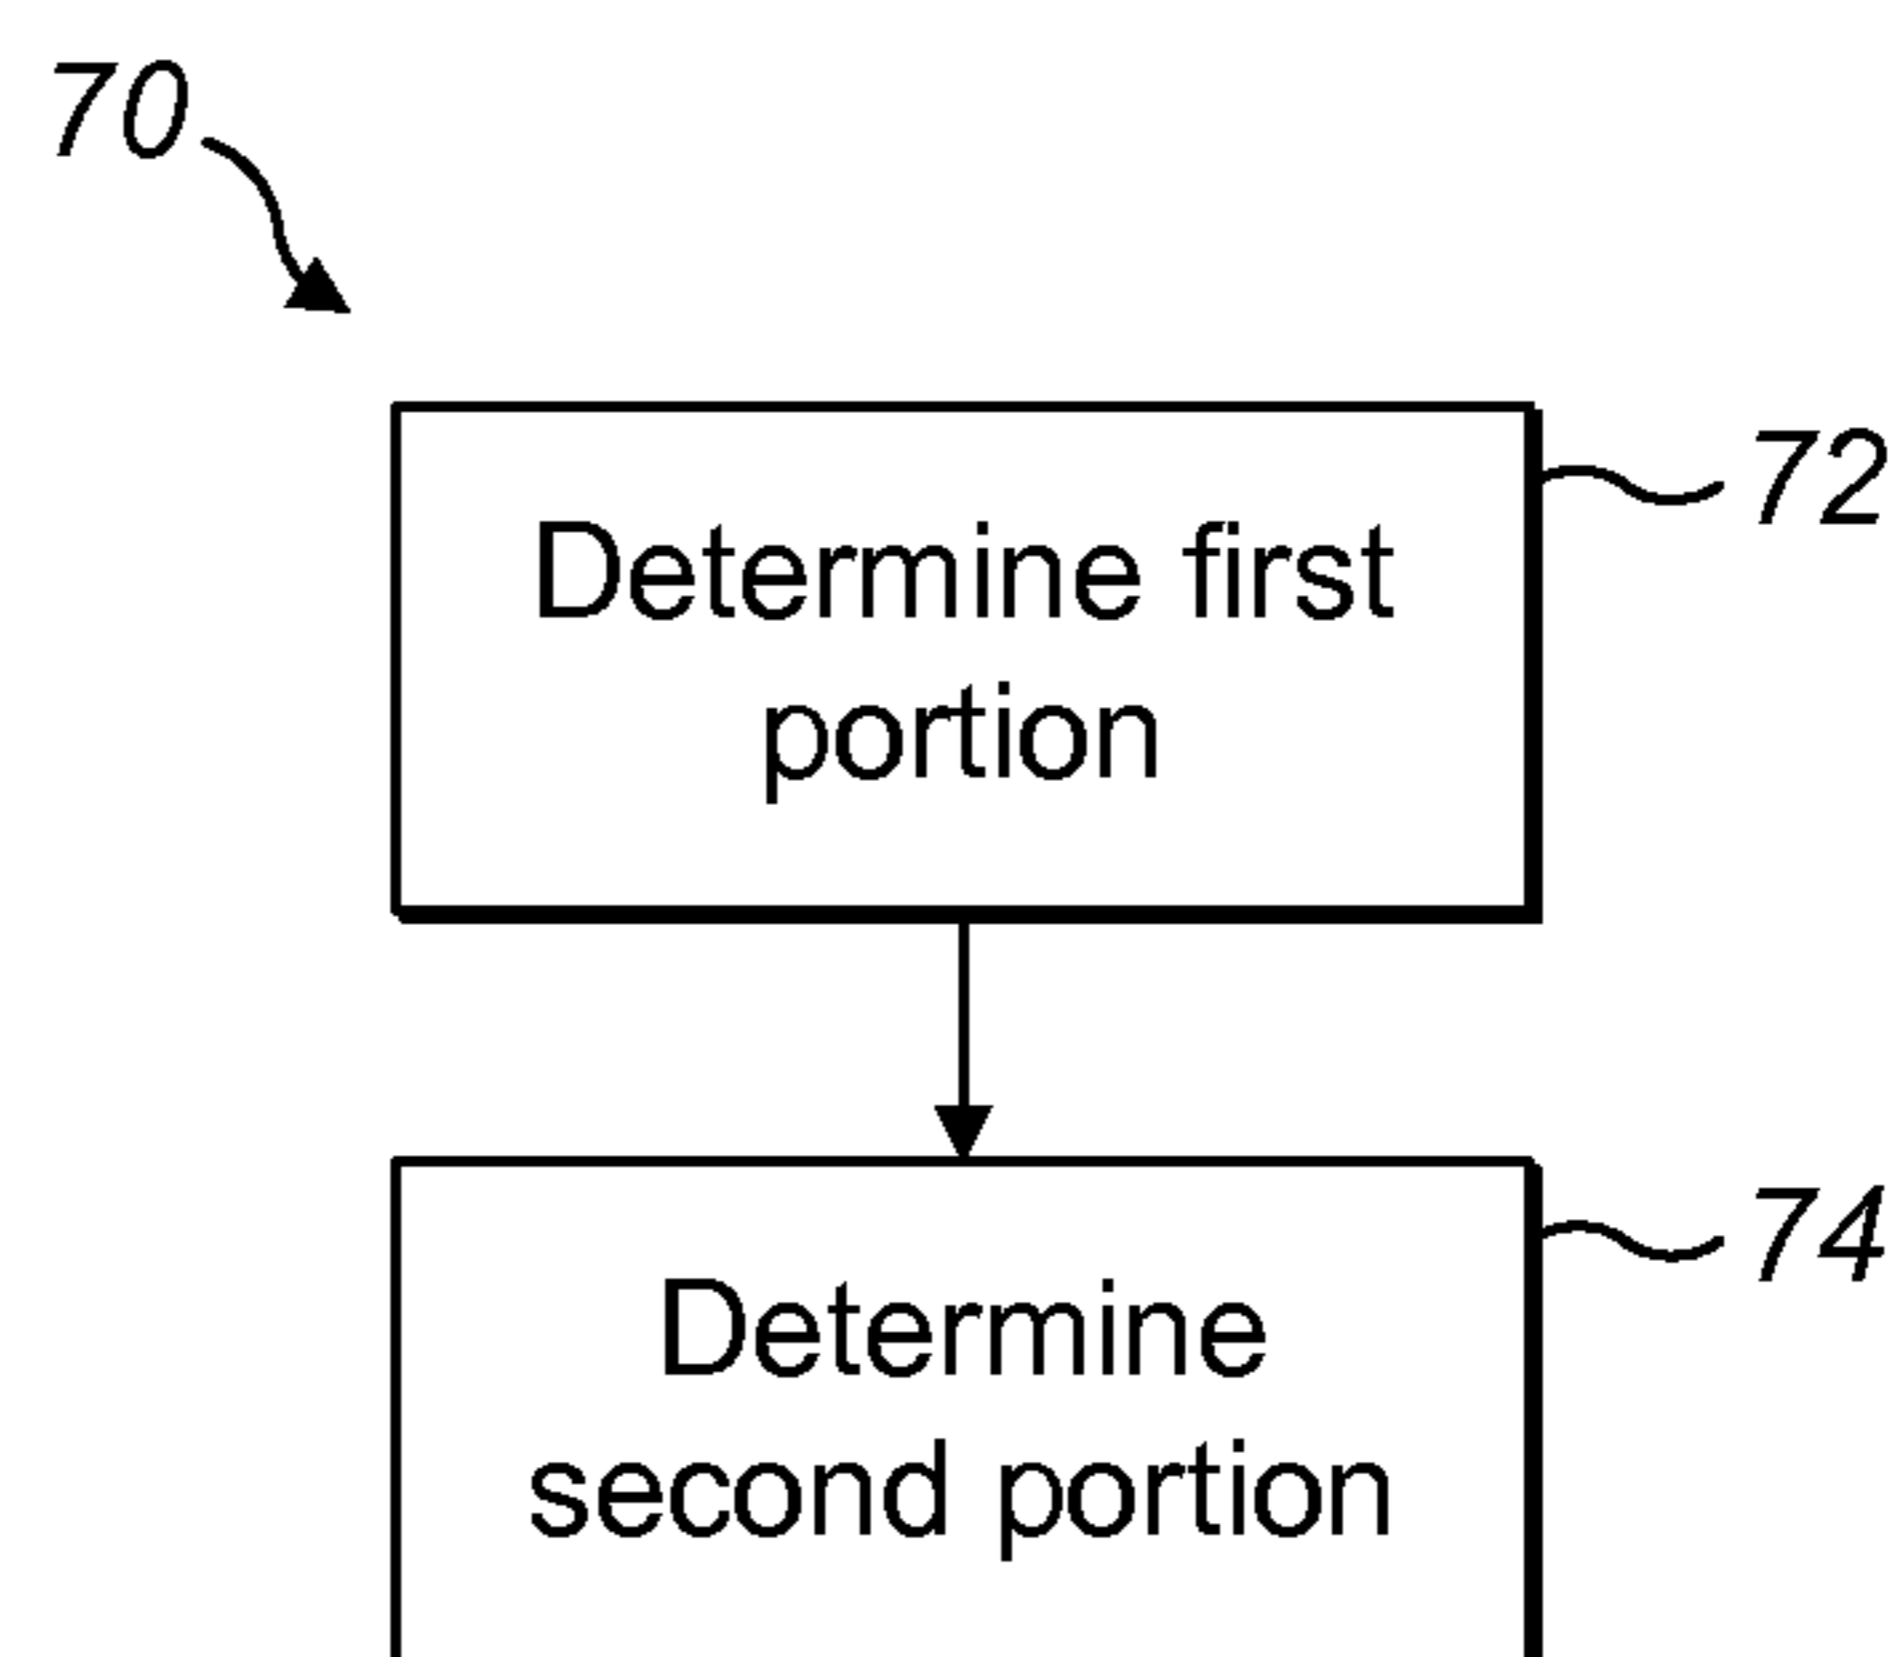 70
72
Determine first
portion
74
Determine
second portion